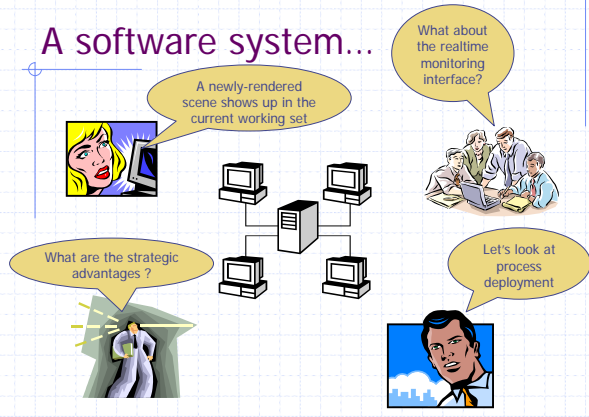 A software system...
What about
the realtime
monitoring
interface?
A newly-rendered
scene shows up in the
current working set
What are the strategic
advantages ?
Let's look at
process
deployment